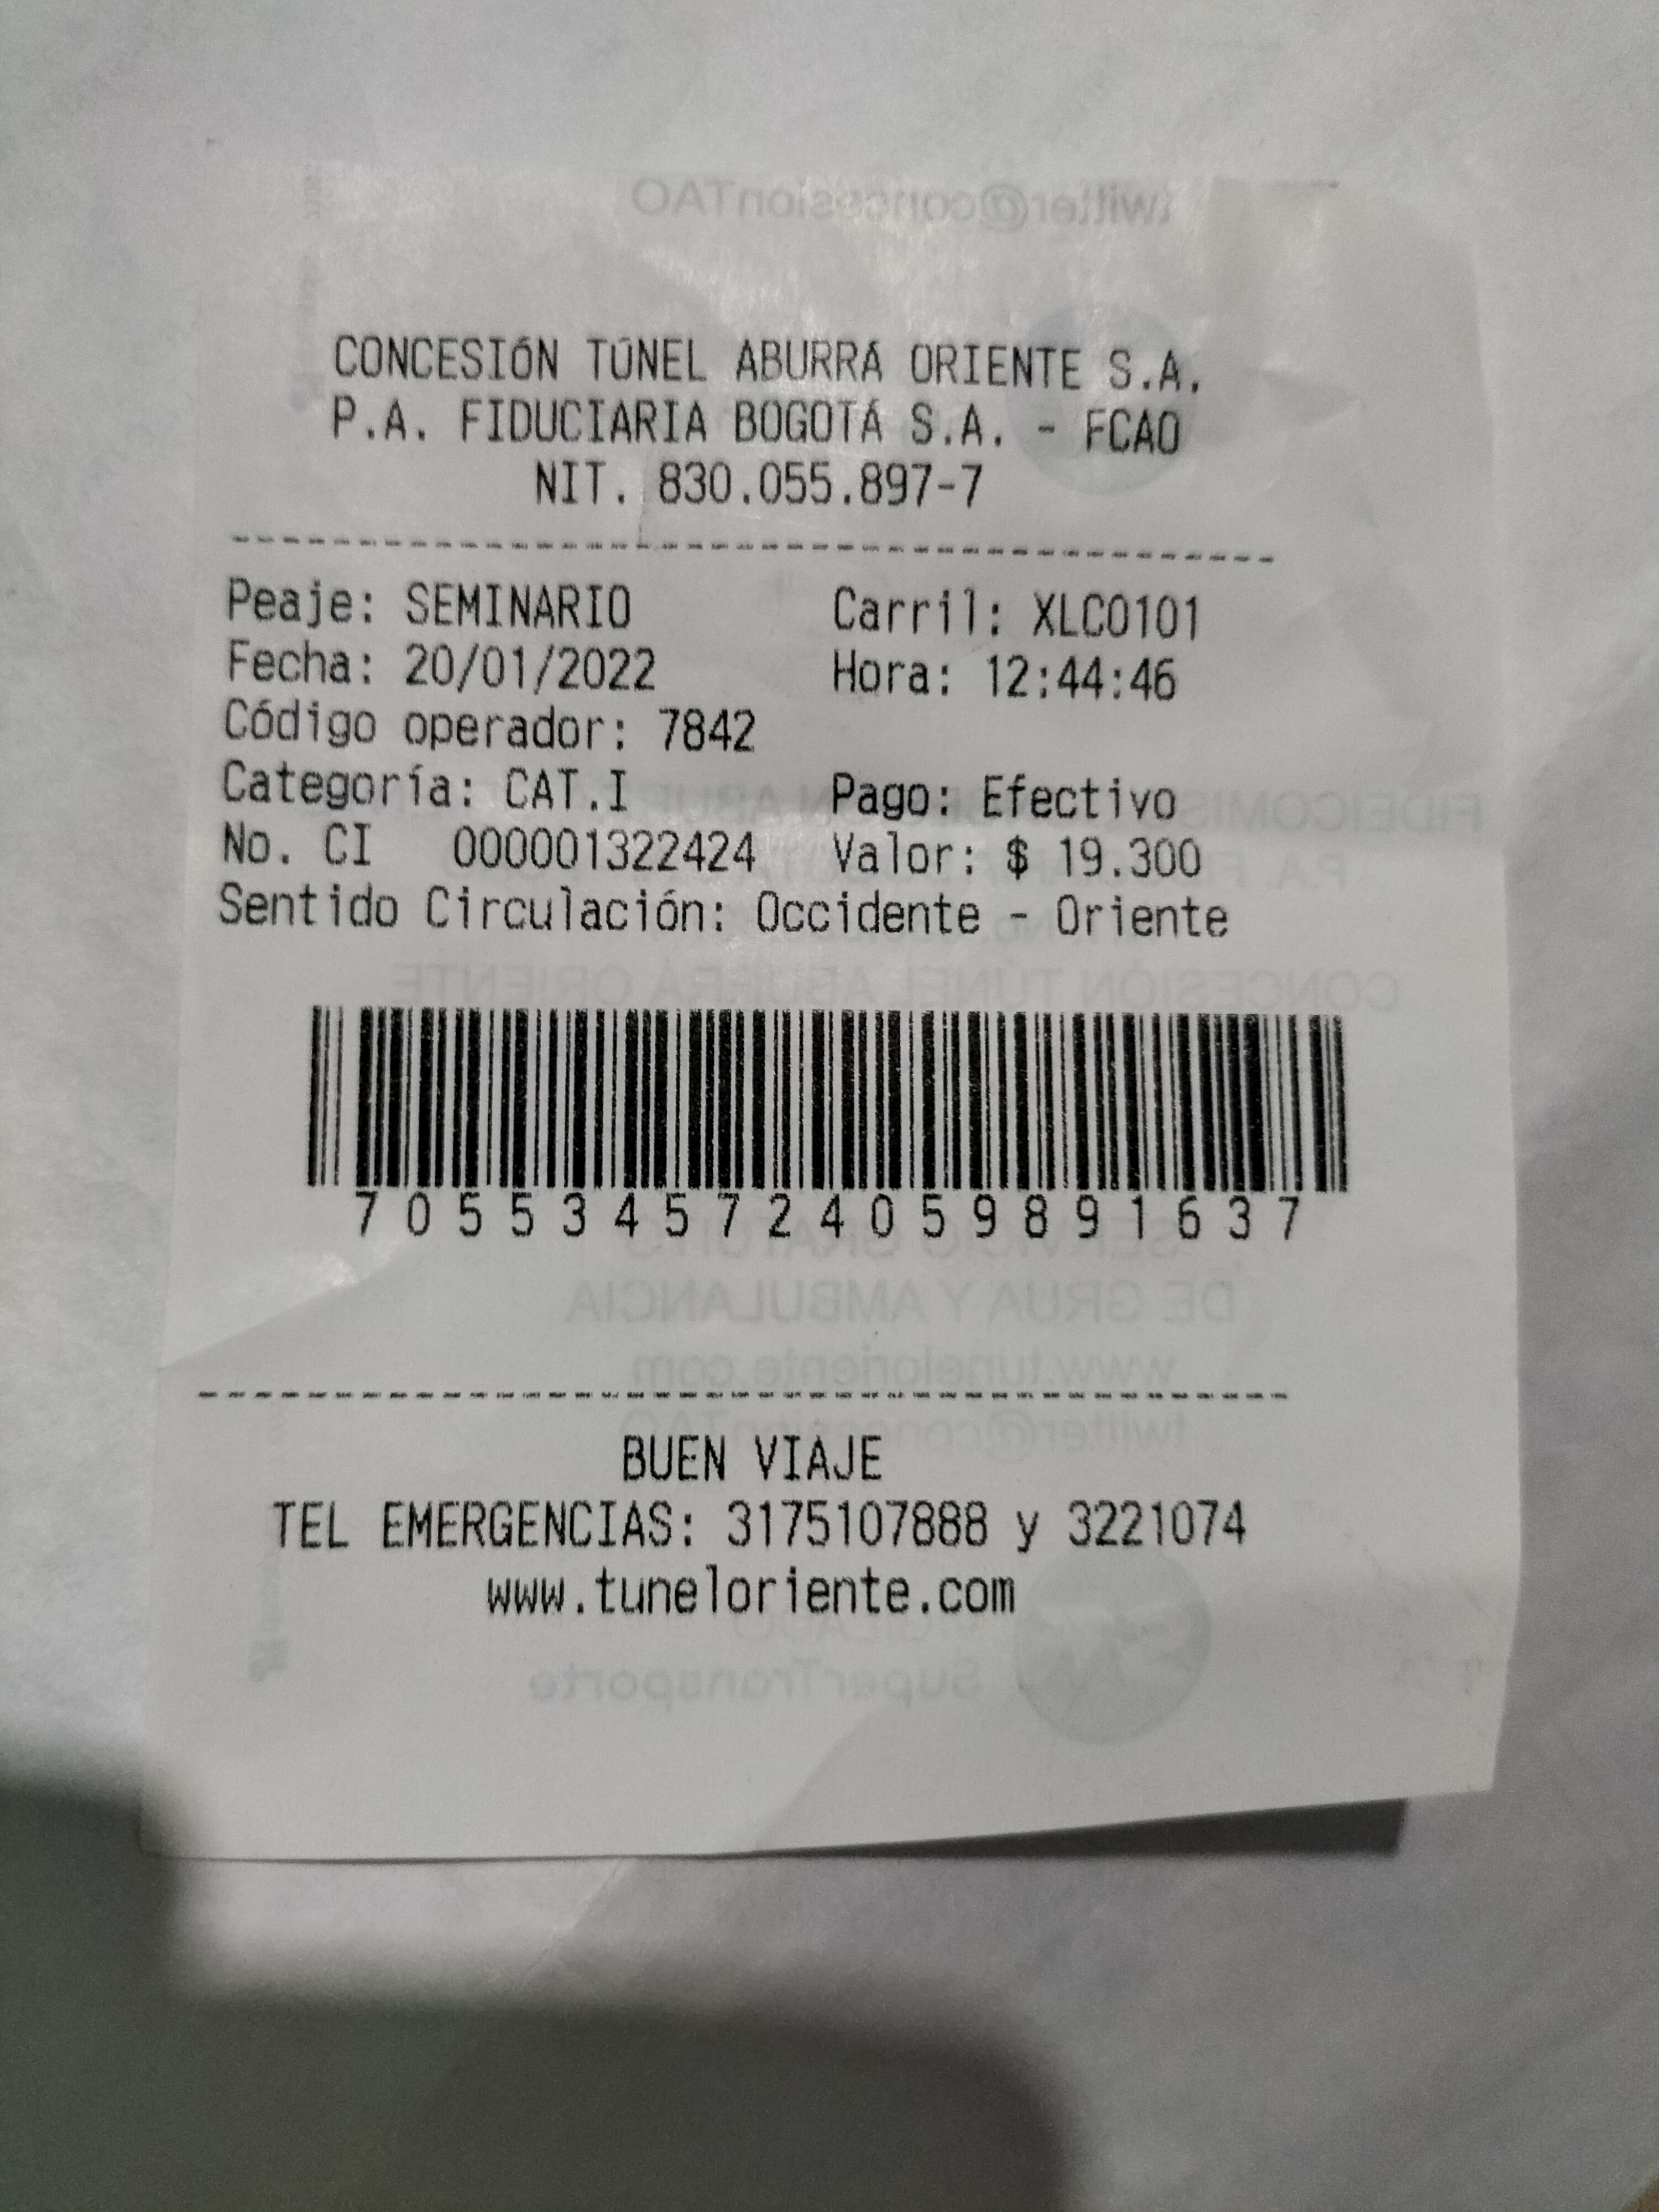 CONCESIÓN TÚNEL ABURRÁ ORIENTE S.A.
P.A. FIDUCIARIA BOGOTÁ S.A. - FCAO
NIT. 830.055.897-7
Peaje: SEMINARIO Carril: XLC0101
Fecha: 20/01/2022 Hora: 12:44:46
Código operador: 7842
Categoría: CAT.I Pago: Efectivo
No. CI 000001322424 Valor: $ 19.300
Sentido Circulación: Occidente - Oriente
7055345724059891637
BUEN VIAJE
TEL EMERGENCIAS: 3175107888 y 3221074
www.tuneloriente.com